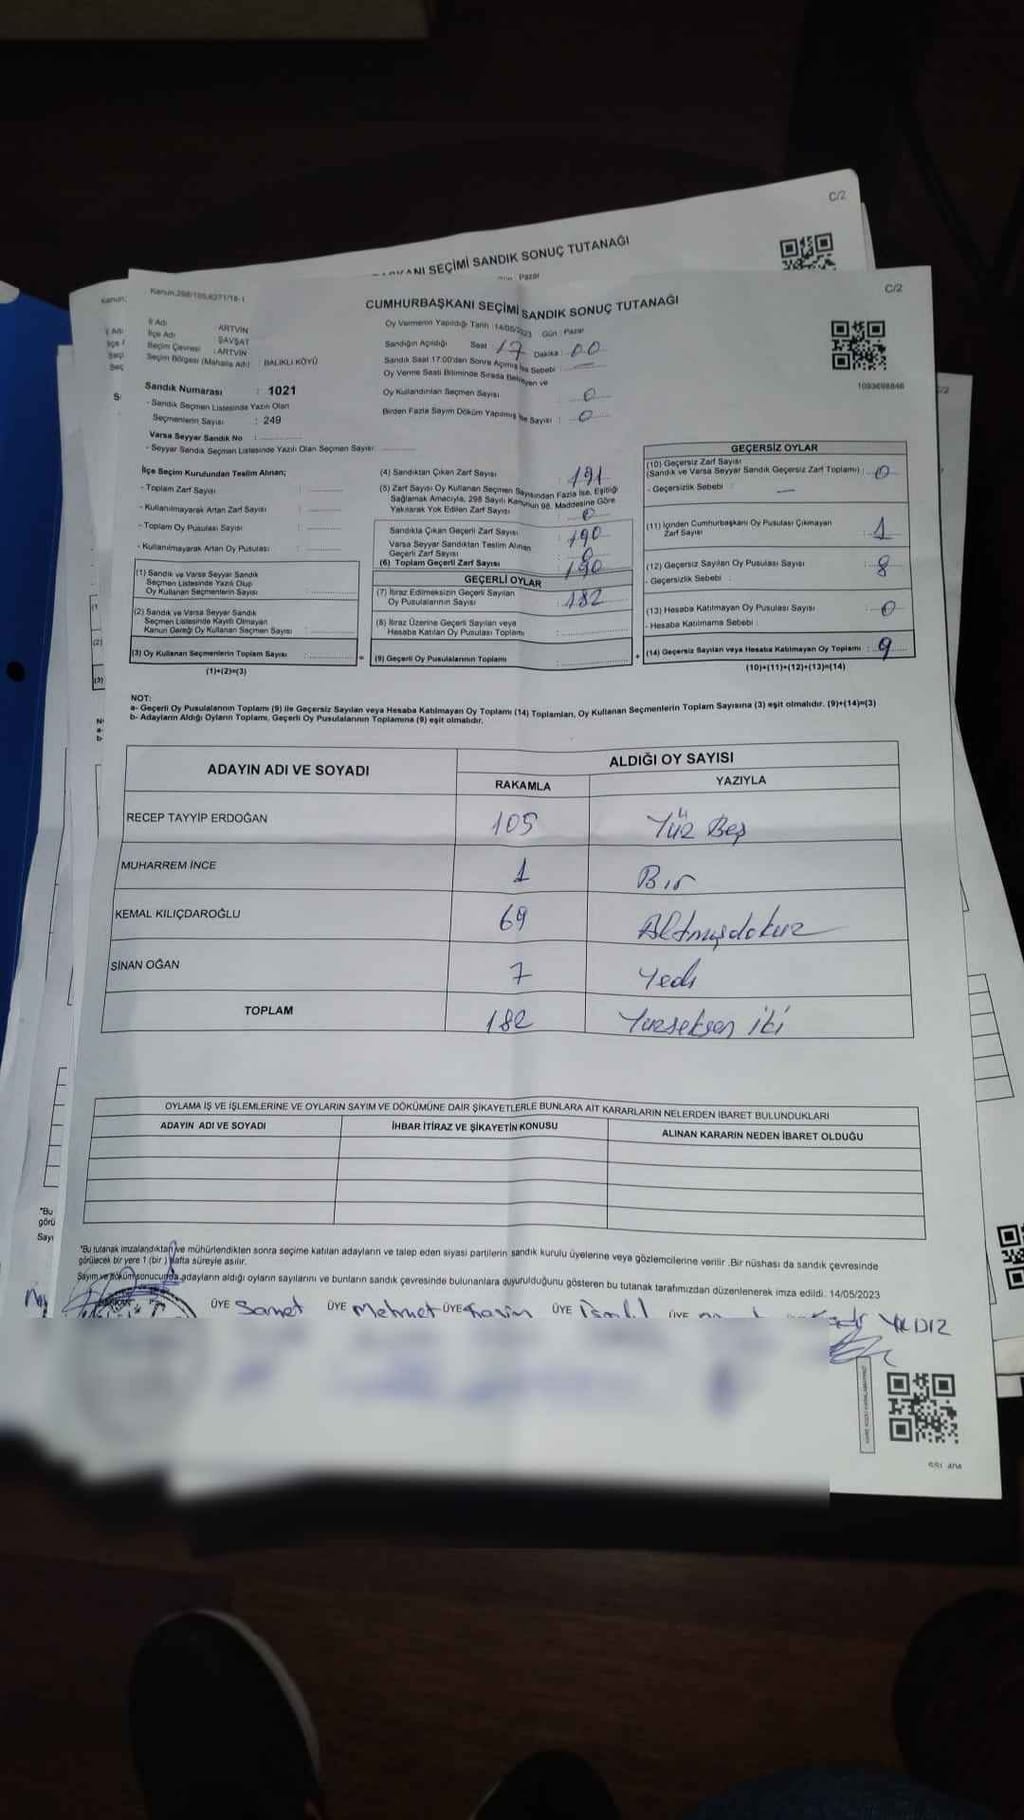 C/2
KANI SEÇİMİ SANDIK SONUÇ TUTANAĞI
Pazar
Kanun.298/105,6271/18-1
C/2
CUMHURBAŞKANI SEÇİMİ SANDIK SONUÇ TUTANAĞI
İl Adı : ARTVİN
İlçe Adı : ŞAVŞAT
Seçim Çevresi : ARTVİN
Seçim Bölgesi (Mahalle Adı) : BALIKLI KÖYÜ
Sandık Numarası : 1021
- Sandık Seçmen Listesinde Yazılı Olan
Seçmenlerin Sayısı : 249
Varsa Seyyar Sandık No :
- Seyyar Sandık Seçmen Listesinde Yazılı Olan Seçmen Sayısı :
Oy Vermenin Yapıldığı Tarih : 14/05/2023 Gün : Pazar
Sandığın Açıldığı Saat : 17 Dakika : 00
Sandık Saat 17:00'den Sonra Açılmış İse Sebebi :
Oy Verme Saati Bitiminde Sırada Bekleyen ve
Oy Kullandırılan Seçmen Sayısı : 0
Birden Fazla Sayım Döküm Yapılmış İse Sayısı : 0
İlçe Seçim Kurulundan Teslim Alınan;
- Toplam Zarf Sayısı :
- Kullanılmayarak Artan Zarf Sayısı :
- Toplam Oy Pusulası Sayısı :
- Kullanılmayarak Artan Oy Pusulası :
(1) Sandık ve Varsa Seyyar Sandık
Seçmen Listesinde Yazılı Olup
Oy Kullanan Seçmenlerin Sayısı :
(2) Sandık ve Varsa Seyyar Sandık
Seçmen Listesinde Kayıtlı Olmayan
Kanun Gereği Oy Kullanan Seçmen Sayısı :
(3) Oy Kullanan Seçmenlerin Toplam Sayısı :
(1)+(2)=(3)
(4) Sandıktan Çıkan Zarf Sayısı : 191
(5) Zarf Sayısı Oy Kullanan Seçmen Sayısından Fazla İse, Eşitliği
Sağlamak Amacıyla, 298 Sayılı Kanunun 98. Maddesine Göre
Yakılarak Yok Edilen Zarf Sayısı : 0
Sandıkta Çıkan Geçerli Zarf Sayısı : 190
Varsa Seyyar Sandıktan Teslim Alınan
Geçerli Zarf Sayısı : 0
(6) Toplam Geçerli Zarf Sayısı : 190
GEÇERLİ OYLAR
(7) İtiraz Edilmeksizin Geçerli Sayılan
Oy Pusulalarının Sayısı : 182
(8) İtiraz Üzerine Geçerli Sayılan veya
Hesaba Katılan Oy Pusulası Toplamı :
(9) Geçerli Oy Pusulalarının Toplamı :
GEÇERSİZ OYLAR
(10) Geçersiz Zarf Sayısı
(Sandık ve Varsa Seyyar Sandık Geçersiz Zarf Toplamı) : 0
- Geçersizlik Sebebi : —
(11) İçinden Cumhurbaşkanı Oy Pusulası Çıkmayan
Zarf Sayısı : 1
(12) Geçersiz Sayılan Oy Pusulası Sayısı : 8
- Geçersizlik Sebebi :
(13) Hesaba Katılmayan Oy Pusulası Sayısı : 0
- Hesaba Katılmama Sebebi :
(14) Geçersiz Sayılan veya Hesaba Katılmayan Oy Toplamı : 9
(10)+(11)+(12)+(13)=(14)
NOT:
a- Geçerli Oy Pusulalarının Toplamı (9) ile Geçersiz Sayılan veya Hesaba Katılmayan Oy Toplamı (14) Toplamları, Oy Kullanan Seçmenlerin Toplam Sayısına (3) eşit olmalıdır. (9)+(14)=(3)
b- Adayların Aldığı Oyların Toplamı, Geçerli Oy Pusulalarının Toplamına (9) eşit olmalıdır.
ADAYIN ADI VE SOYADI ALDIĞI OY SAYISI
RAKAMLA YAZIYLA
RECEP TAYYİP ERDOĞAN 105 Yüz Beş
MUHARREM İNCE 1 Bir
KEMAL KILIÇDAROĞLU 69 Altmışdokuz
SİNAN OĞAN 7 Yedi
TOPLAM 182 Yüzseksen iki
OYLAMA İŞ VE İŞLEMLERİNE VE OYLARIN SAYIM VE DÖKÜMÜNE DAİR ŞİKAYETLERLE BUNLARA AİT KARARLARIN NELERDEN İBARET BULUNDUKLARI
ADAYIN ADI VE SOYADI İHBAR İTİRAZ VE ŞİKAYETİN KONUSU ALINAN KARARIN NEDEN İBARET OLDUĞU
*Bu tutanak imzalandıktan ve mühürlendikten sonra seçime katılan adayların ve talep eden siyasi partilerin sandık kurulu üyelerine veya gözlemcilerine verilir. Bir nüshası da sandık çevresinde
görülecek bir yere 1 (bir) hafta süreyle asılır.
Sayım ve döküm sonucunda adayların aldığı oyların sayılarını ve bunların sandık çevresinde bulunanlara duyurulduğunu gösteren bu tutanak tarafımızdan düzenlenerek imza edildi. 14/05/2023
ÜYE Samet ÜYE Mehmet ÜYE ÜYE İsmail ÜYE YILDIZ